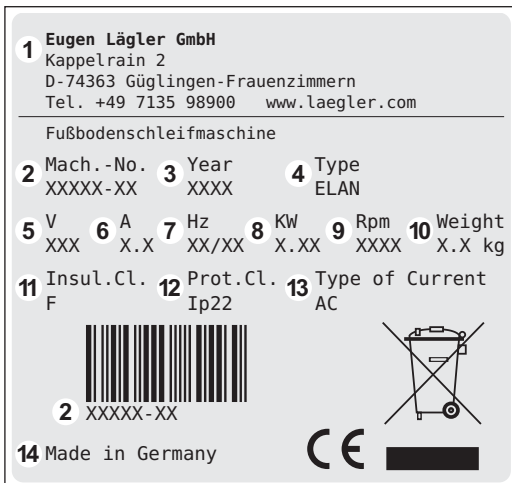 1 Eugen Lägler GmbH
Kappelrain 2
D-74363 Güglingen-Frauenzimmern
Tel. +49 7135 98900 www.laegler.com
Fußbodenschleifmaschine
2 Mach.-No. 3 Year 4 Type
XXXXX-XX XXXX ELAN
5 V 6 A 7 Hz 8 KW 9 Rpm 10 Weight
XXX X.X XX/XX X.XX XXXX X.X kg
11 Insul.Cl. 12 Prot.Cl. 13 Type of Current
F Ip22 AC
2 XXXXX-XX
14 Made in Germany CE